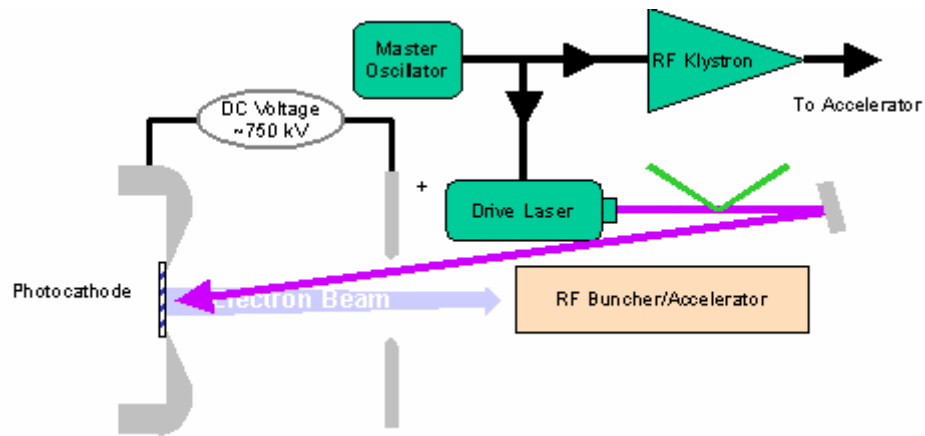 Master
Oscillator
RF Klystron
To Accelerator
DC Voltage
~750 kV
+
Drive Laser
Photocathode
Electron Beam
RF Buncher/Accelerator